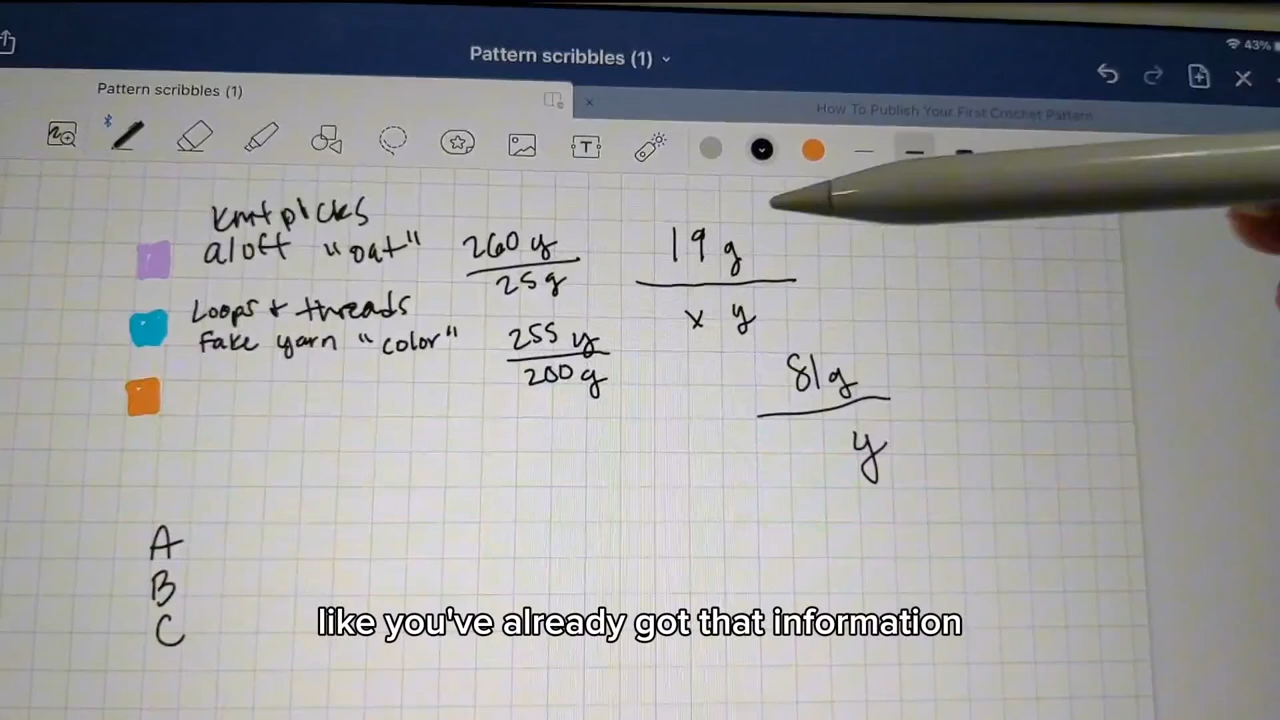 Pattern scribbles (1)
43%
Pattern scribbles (1)
How To Publish Your First Crochet Pattern
T
knit picks
aloft "oat"
260 y
25 g
19 g
x y
Loops + threads
Fake yarn "color"
255 y
200 g
81g
y
A
B
C
like you've already got that information